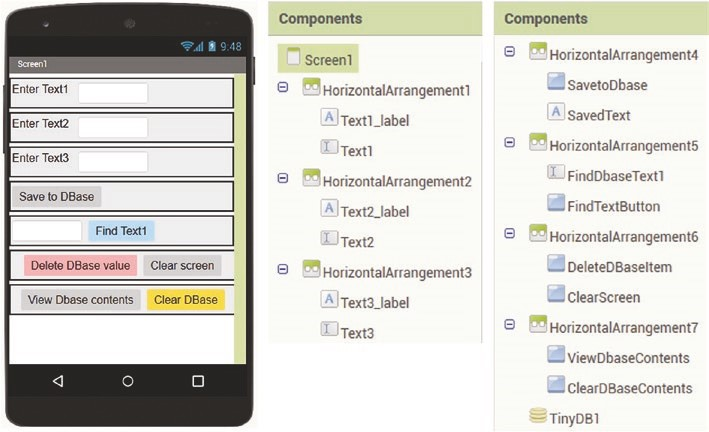 9:48
Screen1
Enter Text1
Enter Text2
Enter Text3
Save to DBase
Find Text1
Delete DBase value Clear screen
View Dbase contents Clear DBase
Components
Screen1
HorizontalArrangement1
Text1_label
Text1
HorizontalArrangement2
Text2_label
Text2
HorizontalArrangement3
Text3_label
Text3
Components
HorizontalArrangement4
SavetoDbase
SavedText
HorizontalArrangement5
FindDbaseText1
FindTextButton
HorizontalArrangement6
DeleteDBaseItem
ClearScreen
HorizontalArrangement7
ViewDbaseContents
ClearDBaseContents
TinyDB1